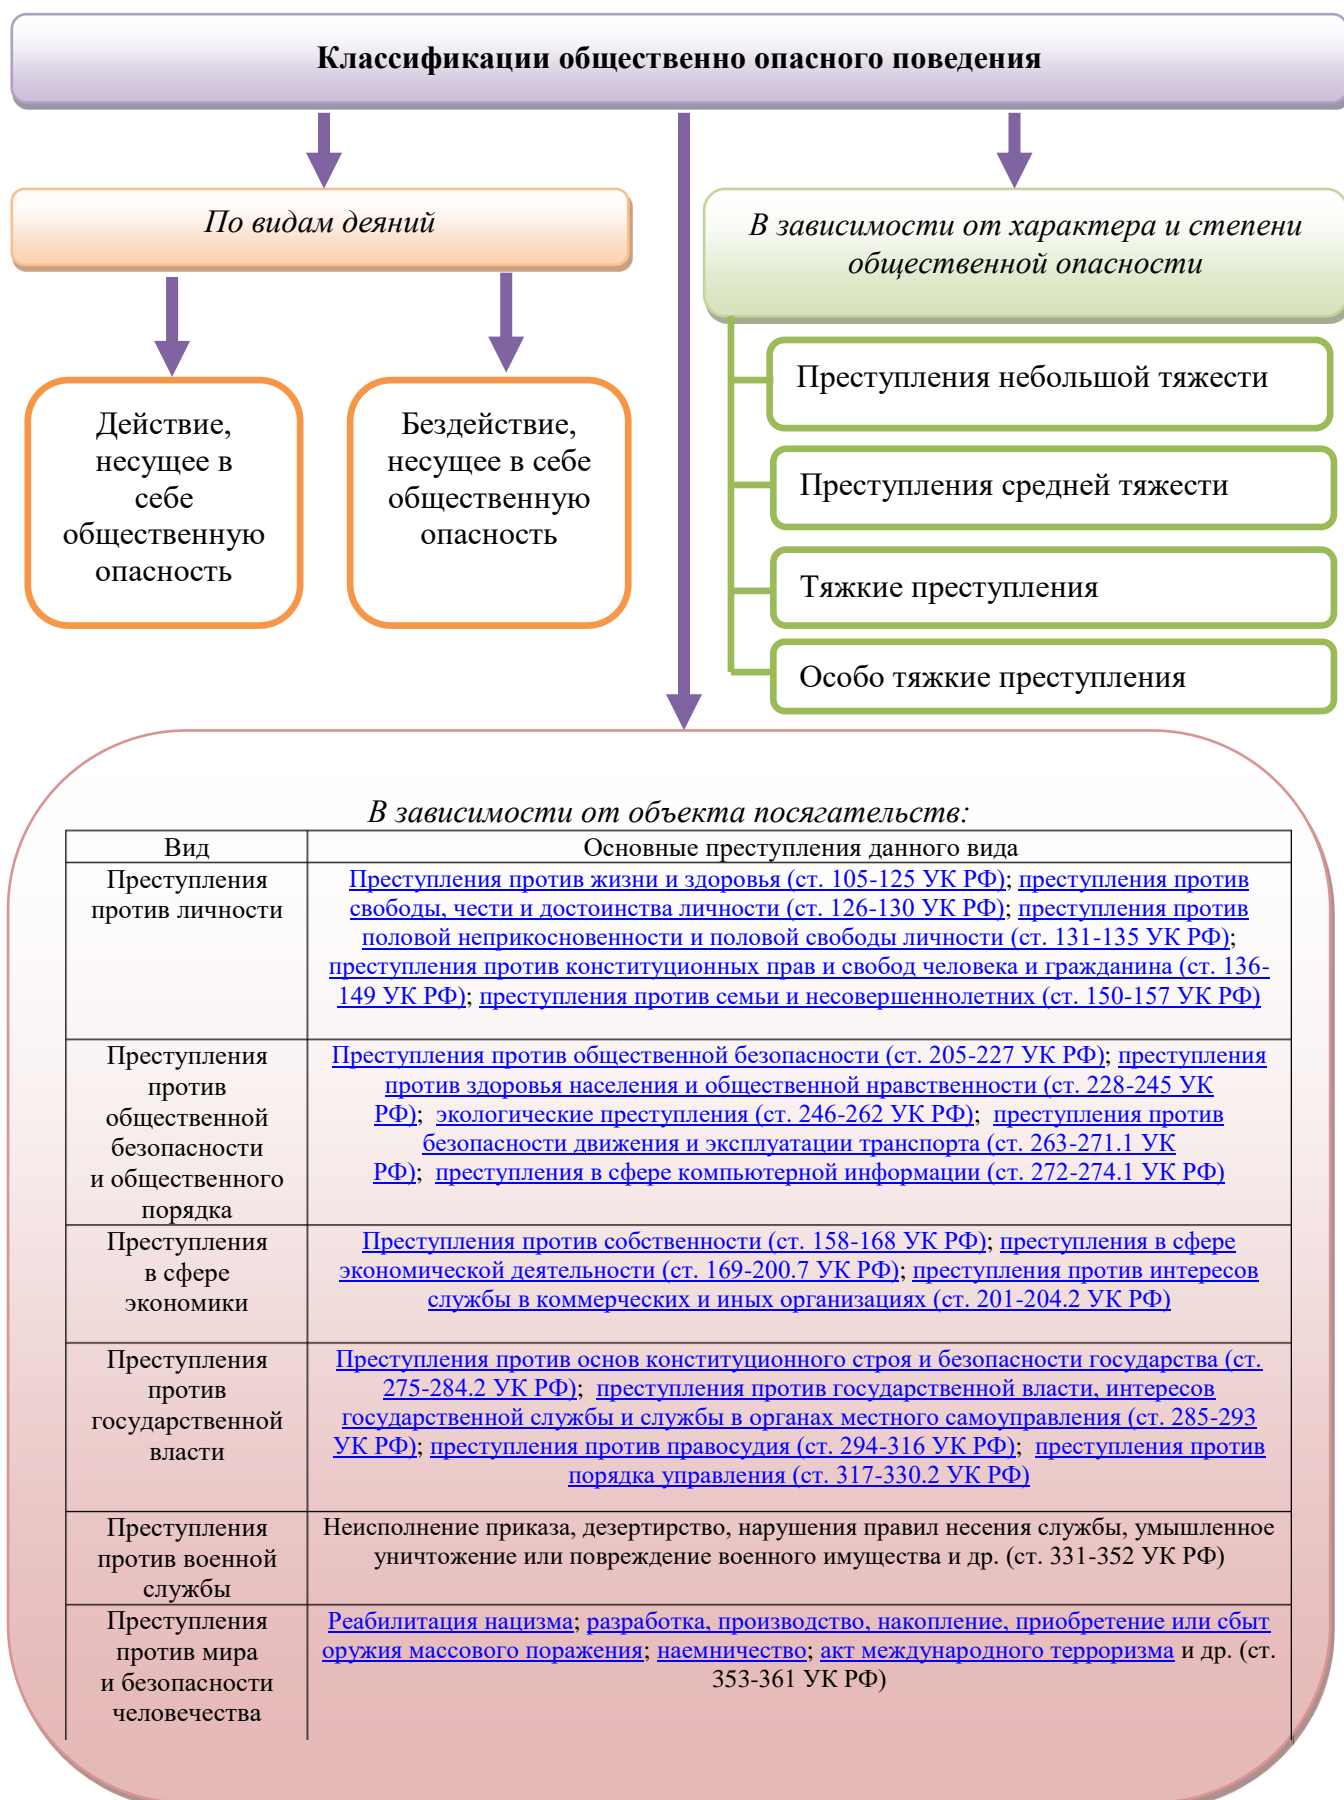 Классификации общественно опасного поведения
По видам деяний
Действие,
несущее в
себе
общественную
опасность
Бездействие,
несущее в себе
общественную
опасность
В зависимости от характера и степени
общественной опасности
Преступления небольшой тяжести
Преступления средней тяжести
Тяжкие преступления
Особо тяжкие преступления
В зависимости от объекта посягательств:
Вид
Основные преступления данного вида
Преступления
против личности
Преступления против жизни и здоровья (ст. 105-125 УК РФ); преступления против
свободы, чести и достоинства личности (ст. 126-130 УК РФ); преступления против
половой неприкосновенности и половой свободы личности (ст. 131-135 УК РФ);
преступления против конституционных прав и свобод человека и гражданина (ст. 136-
149 УК РФ); преступления против семьи и несовершеннолетних (ст. 150-157 УК РФ)
Преступления
против
общественной
безопасности
и общественного
порядка
Преступления против общественной безопасности (ст. 205-227 УК РФ); преступления
против здоровья населения и общественной нравственности (ст. 228-245 УК
РФ); экологические преступления (ст. 246-262 УК РФ); преступления против
безопасности движения и эксплуатации транспорта (ст. 263-271.1 УК
РФ); преступления в сфере компьютерной информации (ст. 272-274.1 УК РФ)
Преступления
в сфере
экономики
Преступления против собственности (ст. 158-168 УК РФ); преступления в сфере
экономической деятельности (ст. 169-200.7 УК РФ); преступления против интересов
службы в коммерческих и иных организациях (ст. 201-204.2 УК РФ)
Преступления
против
государственной
власти
Преступления против основ конституционного строя и безопасности государства (ст.
275-284.2 УК РФ); преступления против государственной власти, интересов
государственной службы и службы в органах местного самоуправления (ст. 285-293
УК РФ); преступления против правосудия (ст. 294-316 УК РФ); преступления против
порядка управления (ст. 317-330.2 УК РФ)
Преступления
против военной
службы
Неисполнение приказа, дезертирство, нарушения правил несения службы, умышленное
уничтожение или повреждение военного имущества и др. (ст. 331-352 УК РФ)
Преступления
против мира
и безопасности
человечества
Реабилитация нацизма; разработка, производство, накопление, приобретение или сбыт
оружия массового поражения; наемничество; акт международного терроризма и др. (ст.
353-361 УК РФ)